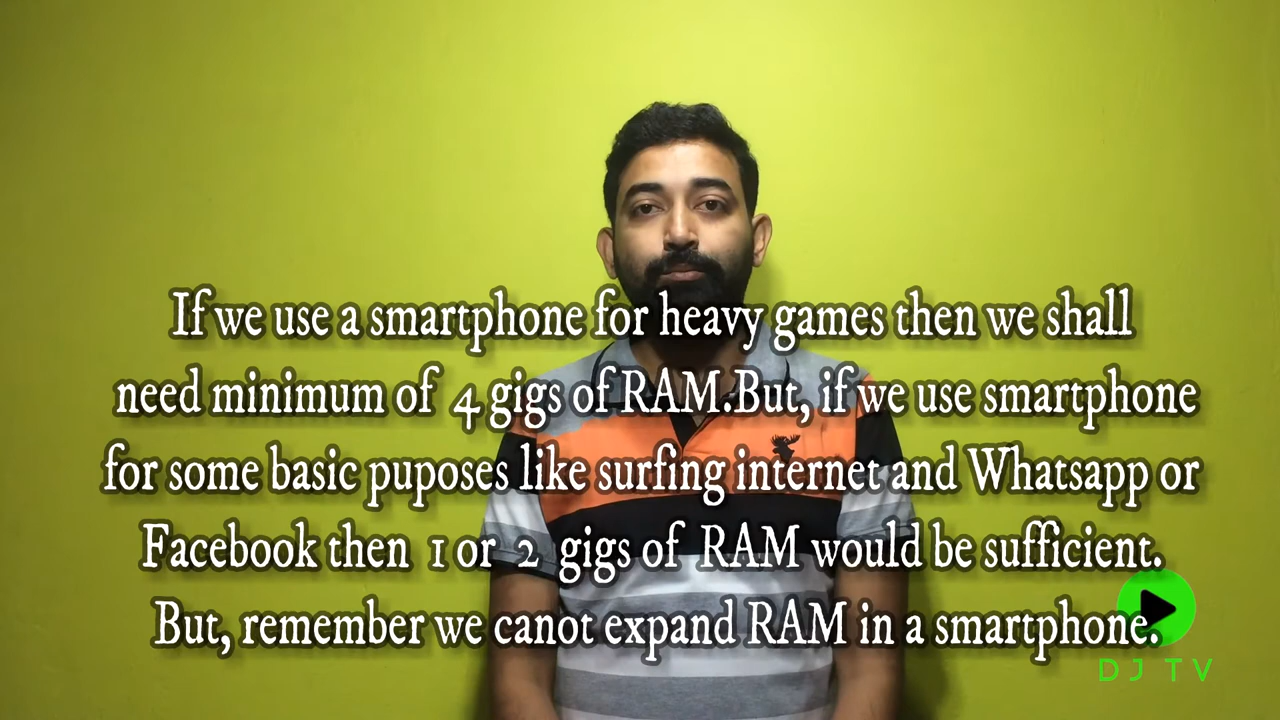 If we use a smartphone for heavy games then we shall
need minimum of 4 gigs of RAM.But, if we use smartphone
for some basic puposes like surfing internet and Whatsapp or
Facebook then 1 or 2 gigs of RAM would be sufficient.
But, remember we canot expand RAM in a smartphone.
DJ TV